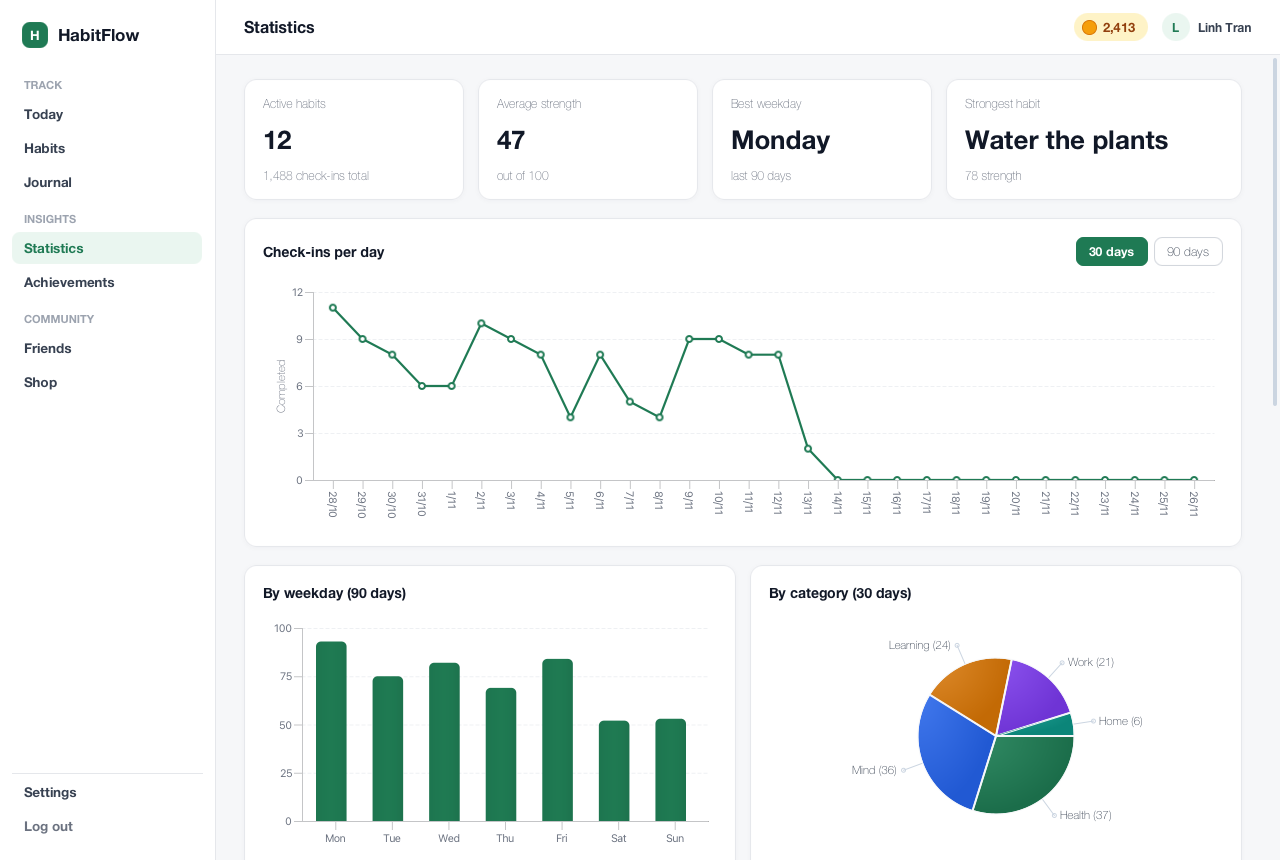 H HabitFlow
TRACK
Today
Habits
Journal
INSIGHTS
Statistics
Achievements
COMMUNITY
Friends
Shop
Settings
Log out
Statistics
2,413
L Linh Tran
Active habits
12
1,488 check-ins total
Average strength
47
out of 100
Best weekday
Monday
last 90 days
Strongest habit
Water the plants
78 strength
Check-ins per day
30 days
90 days
Completed
12
9
6
3
0
28/10 29/10 30/10 31/10 1/11 2/11 3/11 4/11 5/11 6/11 7/11 8/11 9/11 10/11 11/11 12/11 13/11 14/11 15/11 16/11 17/11 18/11 19/11 20/11 21/11 22/11 23/11 24/11 25/11 26/11
By weekday (90 days)
100
75
50
25
0
Mon Tue Wed Thu Fri Sat Sun
By category (30 days)
Learning (24)
Work (21)
Home (6)
Mind (36)
Health (37)